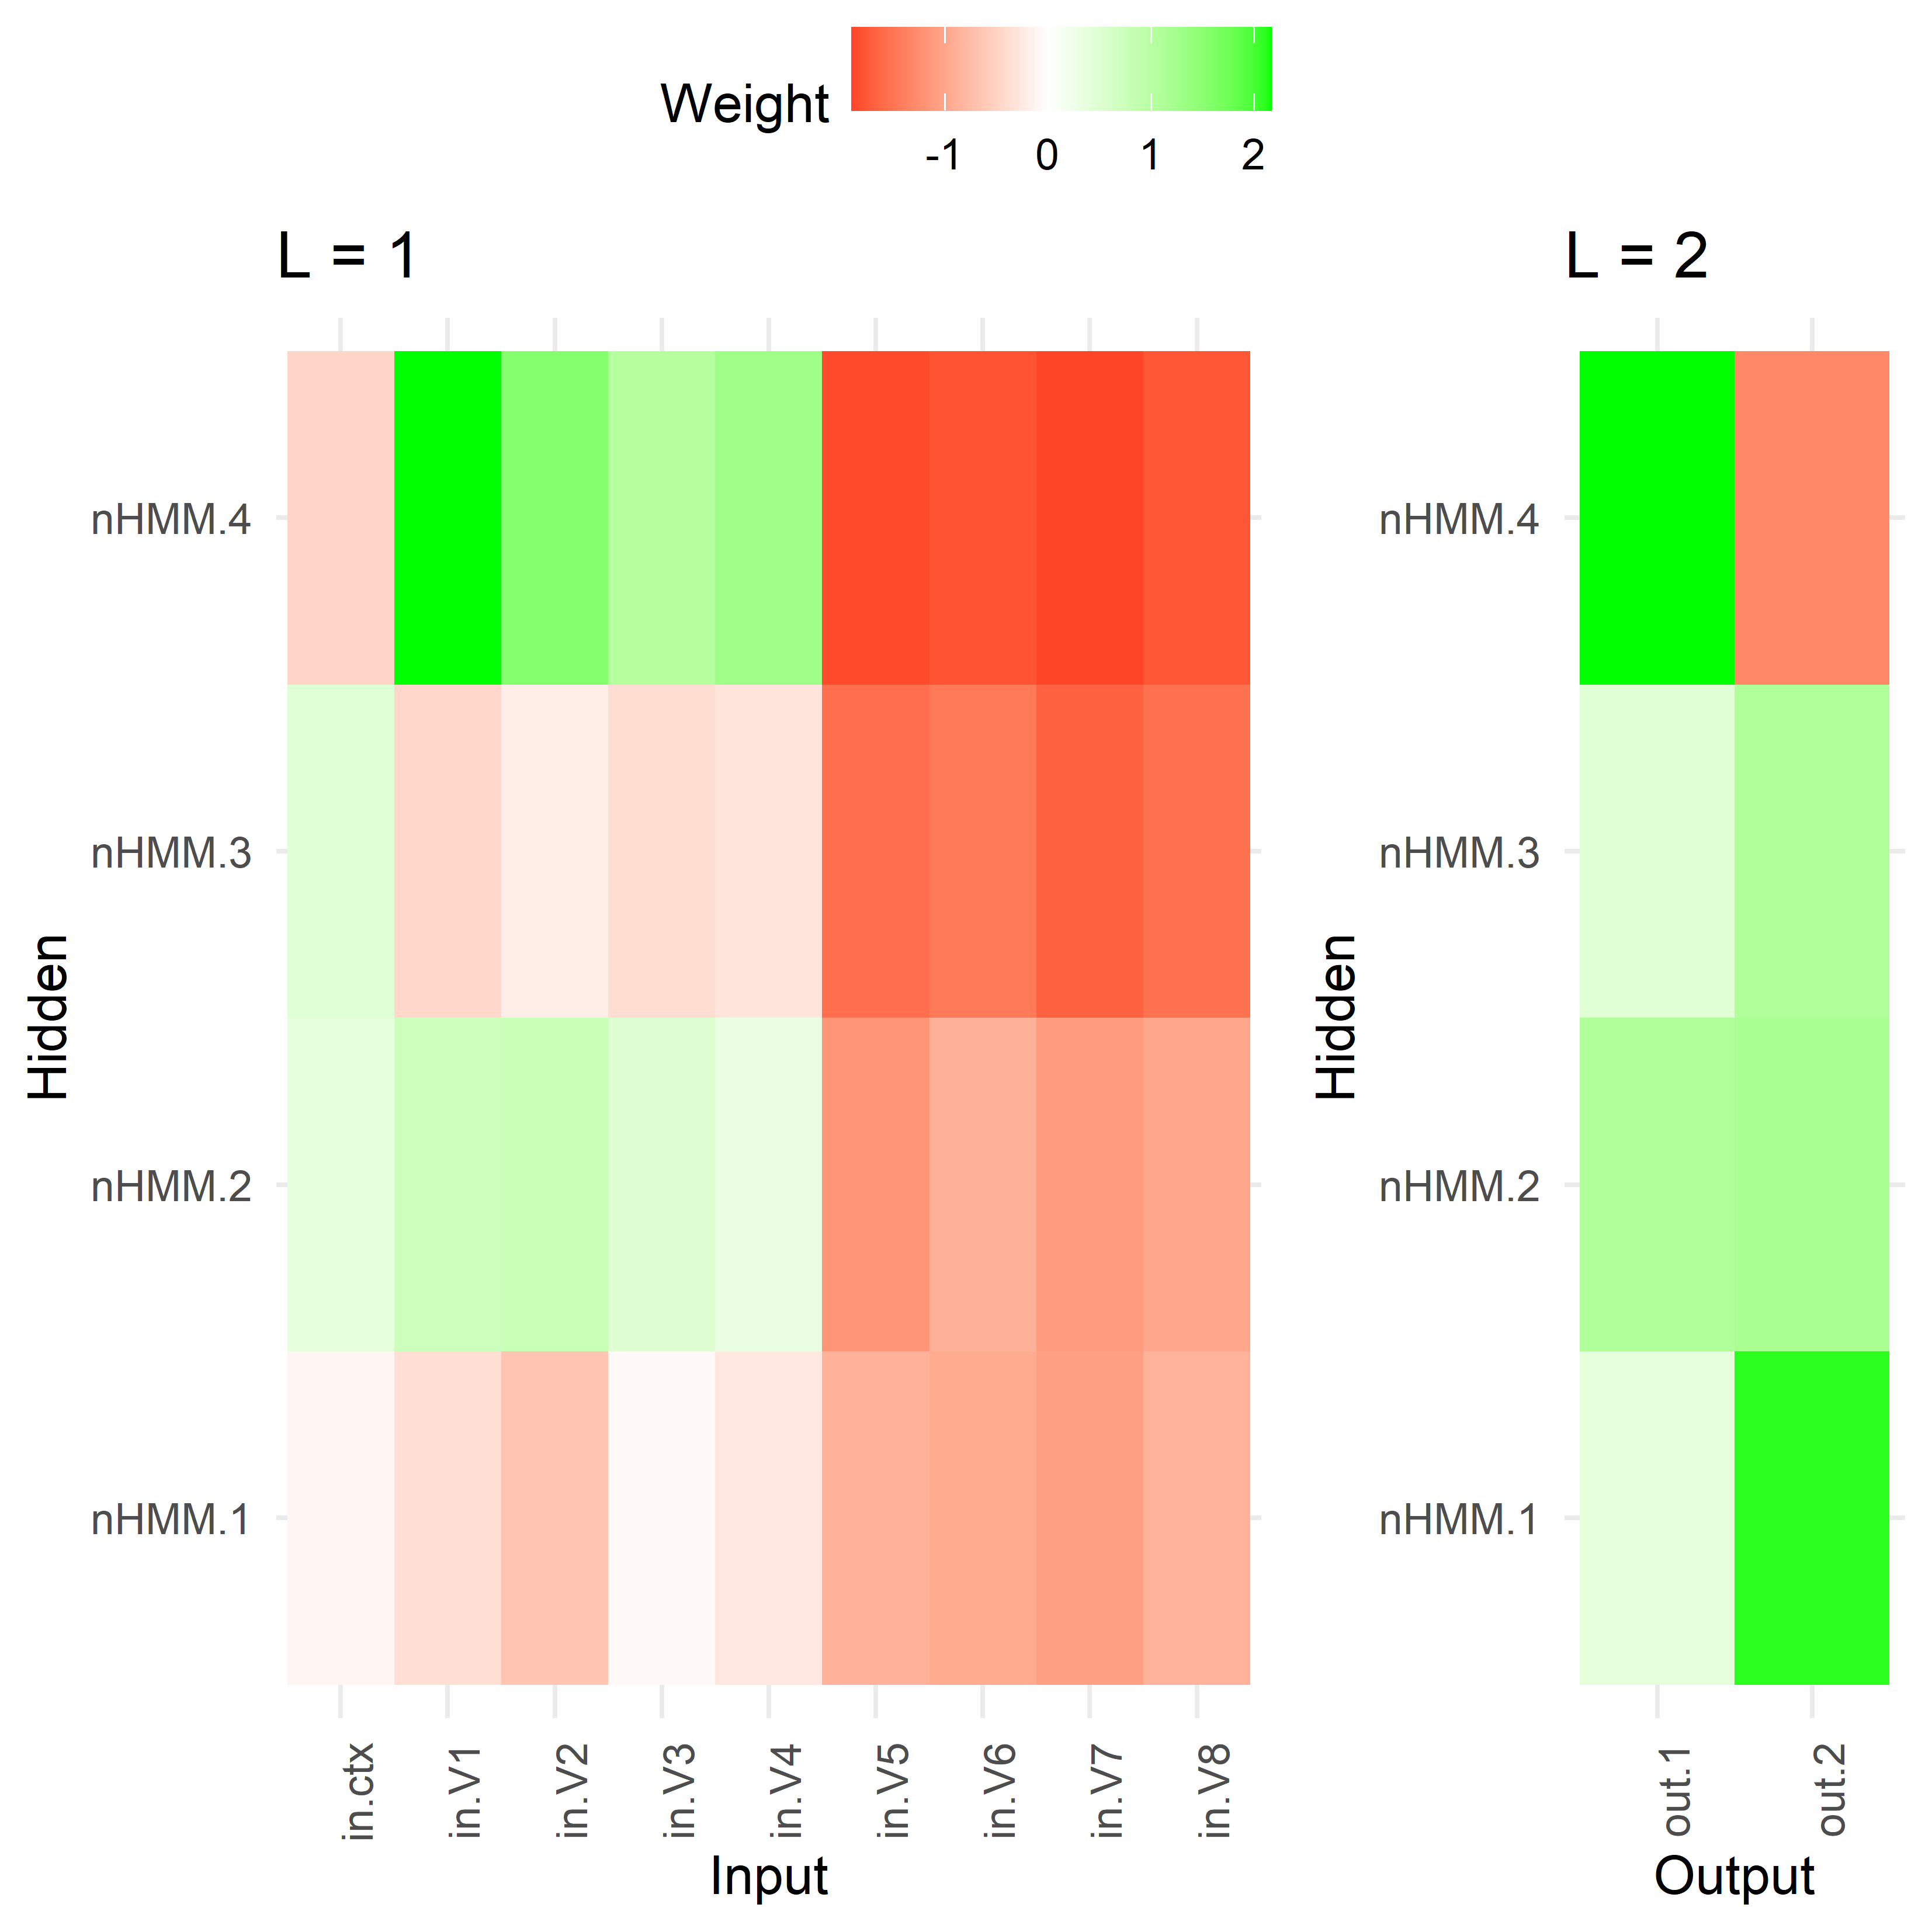 Weight
-1 0 1 2
L = 1
L = 2
nHMM.4
nHMM.3
nHMM.2
nHMM.1
Hidden
in.ctx
in.V1
in.V2
in.V3
in.V4
in.V5
in.V6
in.V7
in.V8
Input
nHMM.4
nHMM.3
nHMM.2
nHMM.1
Hidden
out.1
out.2
Output